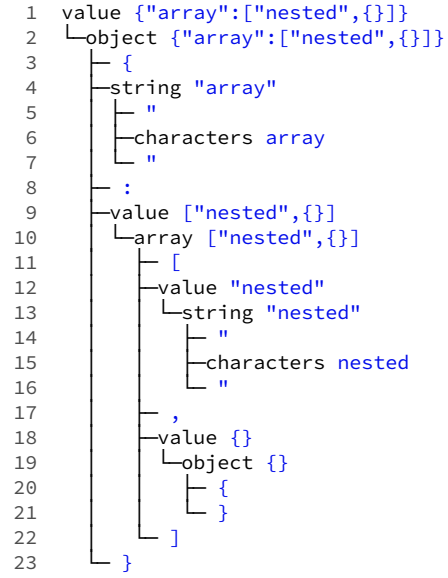 1 value {"array":["nested",{}]}
2 └─object {"array":["nested",{}]}
3   ├─ {
4   ├─string "array"
5   │ ├─ "
6   │ ├─characters array
7   │ └─ "
8   ├─ :
9   ├─value ["nested",{}]
10   │ └─array ["nested",{}]
11   │   ├─ [
12   │   ├─value "nested"
13   │   │ └─string "nested"
14   │   │   ├─ "
15   │   │   ├─characters nested
16   │   │   └─ "
17   │   ├─ ,
18   │   ├─value {}
19   │   │ └─object {}
20   │   │   ├─ {
21   │   │   └─ }
22   │   └─ ]
23   └─ }